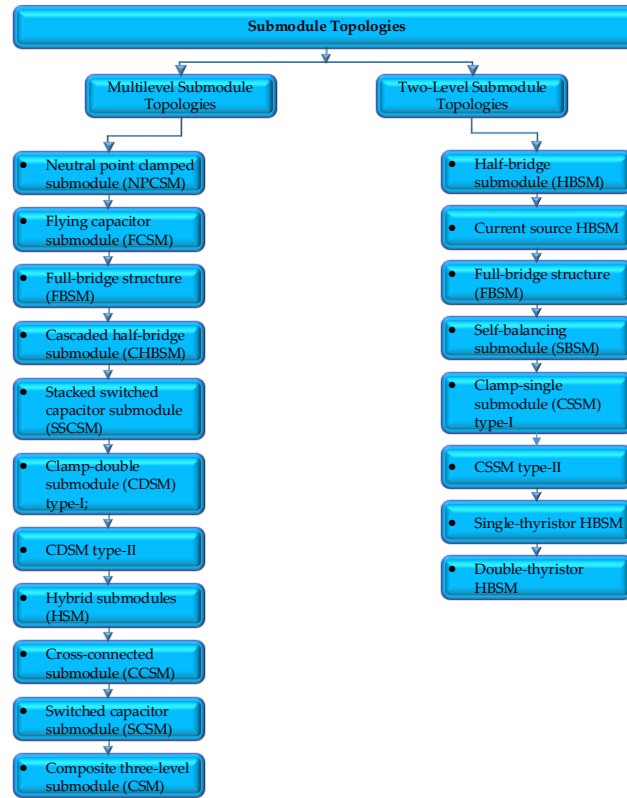 Submodule Topologies
Multilevel Submodule
Topologies
Two-Level Submodule
Topologies
• Neutral point clamped
submodule (NPCSM)
• Flying capacitor
submodule (FCSM)
• Full-bridge structure
(FBSM)
• Cascaded half-bridge
submodule (CHBSM)
• Stacked switched
capacitor submodule
(SSCSM)
• Clamp-double
submodule (CDSM)
type-I;
• CDSM type-II
• Hybrid submodules
(HSM)
• Cross-connected
submodule (CCSM)
• Switched capacitor
submodule (SCSM)
• Composite three-level
submodule (CSM)
• Half-bridge
submodule (HBSM)
• Current source HBSM
• Full-bridge structure
(FBSM)
• Self-balancing
submodule (SBSM)
• Clamp-single
submodule (CSSM)
type-I
• CSSM type-II
• Single-thyristor HBSM
• Double-thyristor
HBSM